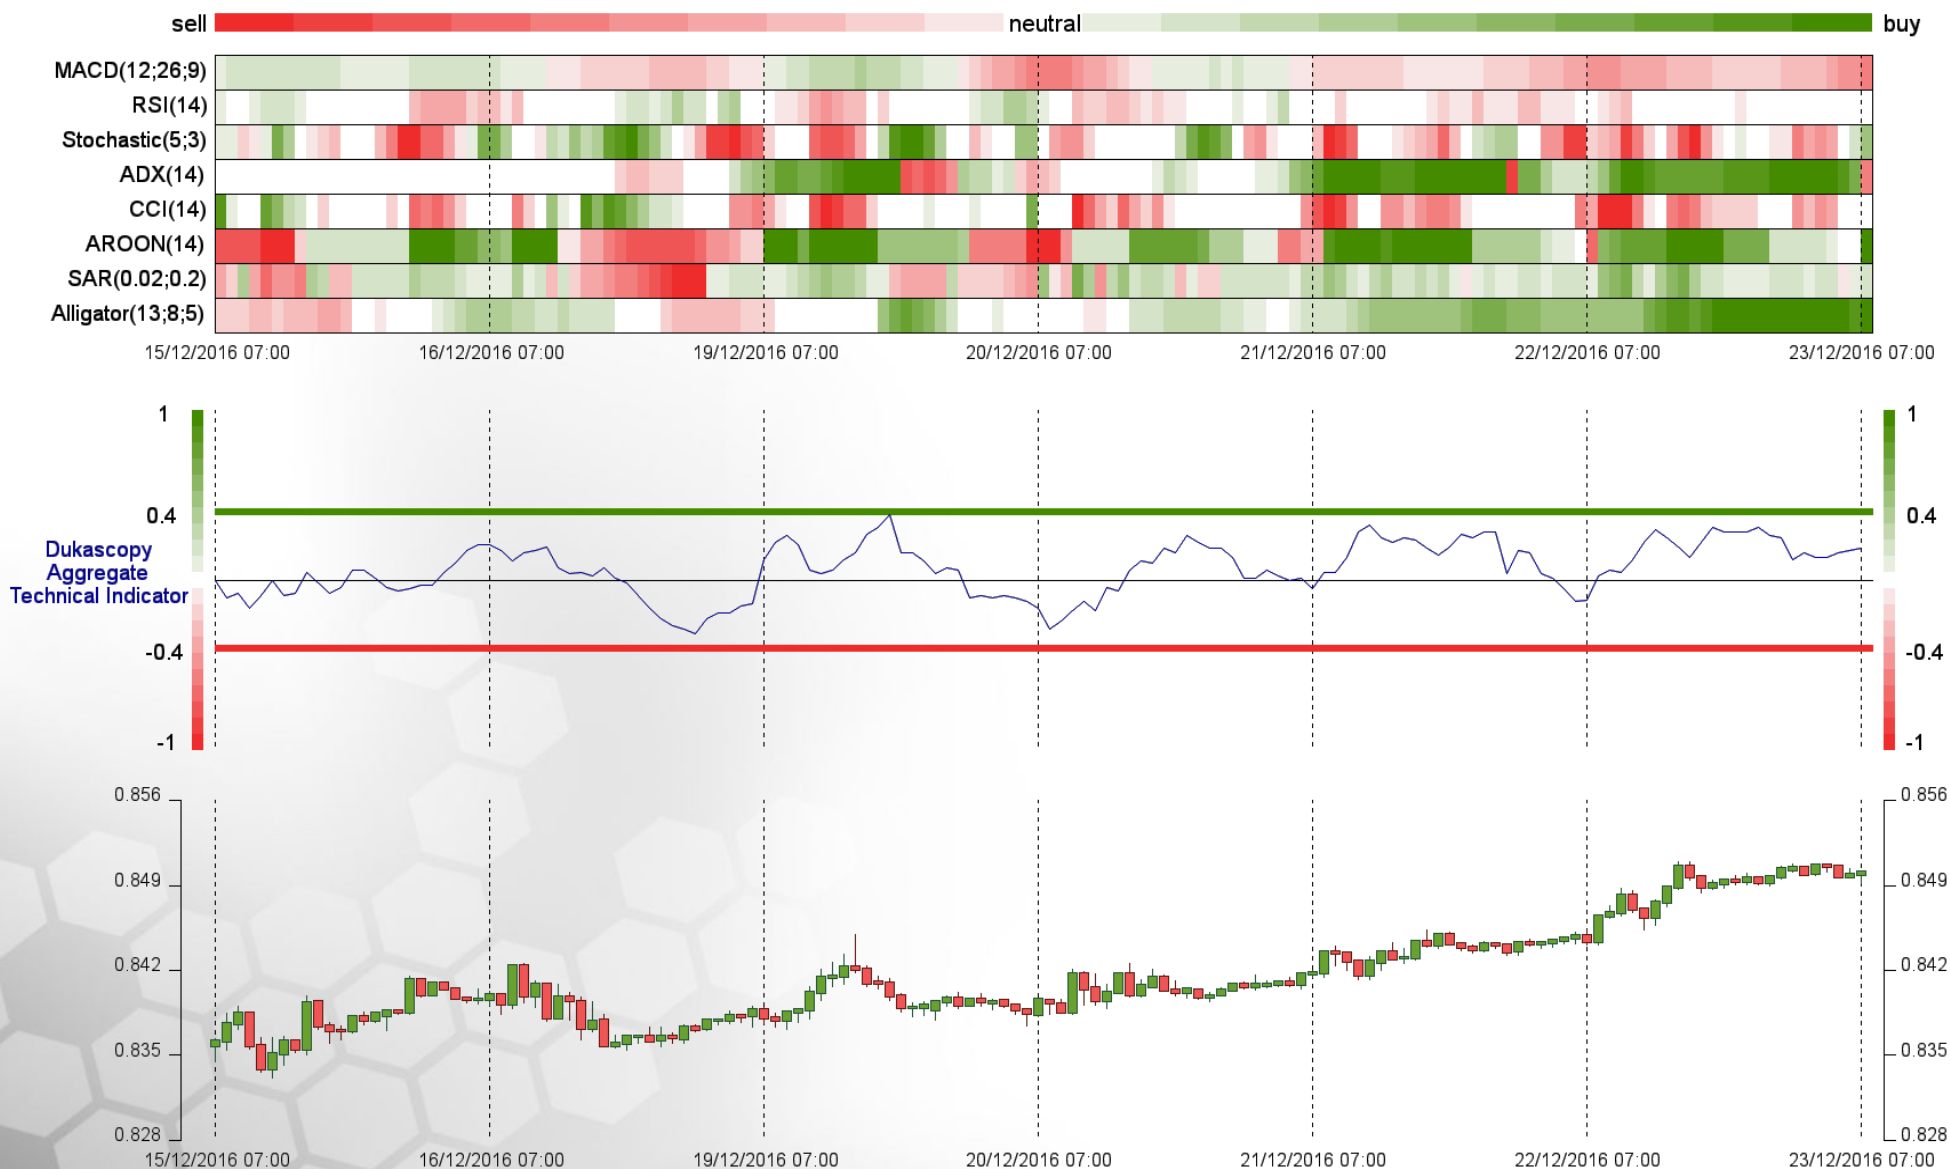 sell neutral buy
MACD(12;26;9)
RSI(14)
Stochastic(5;3)
ADX(14)
CCI(14)
AROON(14)
SAR(0.02;0.2)
Alligator(13;8;5)
15/12/2016 07:00 16/12/2016 07:00 19/12/2016 07:00 20/12/2016 07:00 21/12/2016 07:00 22/12/2016 07:00 23/12/2016 07:00
1 1
0.4 0.4
Dukascopy
Aggregate
Technical Indicator
-0.4 -0.4
-1 -1
0.856 0.856
0.849 0.849
0.842 0.842
0.835 0.835
0.828 0.828
15/12/2016 07:00 16/12/2016 07:00 19/12/2016 07:00 20/12/2016 07:00 21/12/2016 07:00 22/12/2016 07:00 23/12/2016 07:00